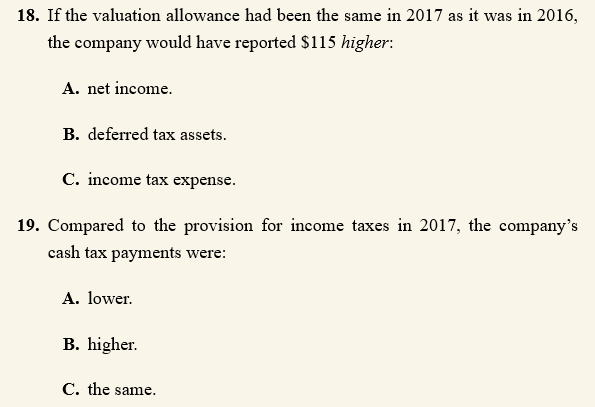 18. If the valuation allowance had been the same in 2017 as it was in 2016,
the company would have reported $115 higher:
A. net income.
B. deferred tax assets.
C. income tax expense.
19. Compared to the provision for income taxes in 2017, the company’s
cash tax payments were:
A. lower.
B. higher.
C. the same.